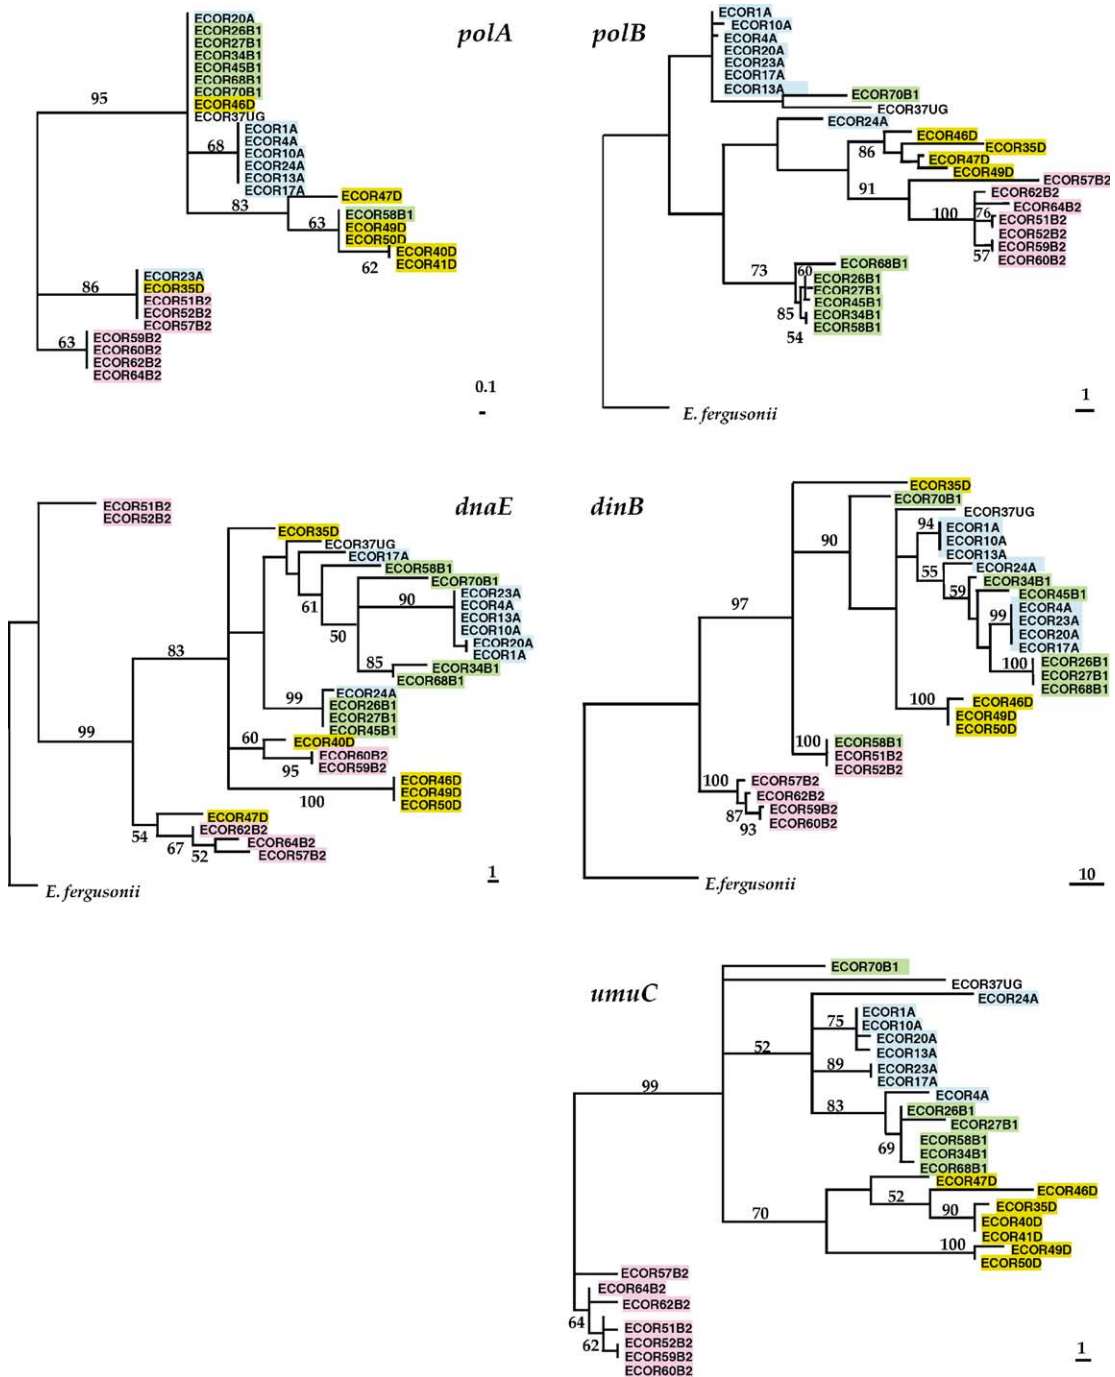 polA
ECOR20A
ECOR26B1
ECOR27B1
ECOR34B1
ECOR45B1
ECOR68B1
ECOR70B1
95
ECOR46D
ECOR37UG
ECOR1A
ECOR4A
68
ECOR10A
ECOR24A
ECOR13A
ECOR17A
83
ECOR47D
ECOR58B1
63
ECOR49D
ECOR50D
ECOR40D
62
ECOR41D
ECOR23A
86
ECOR35D
ECOR51B2
ECOR52B2
ECOR57B2
ECOR59B2
63
ECOR60B2
ECOR62B2
ECOR64B2
0.1
polB
ECOR1A
ECOR10A
ECOR4A
ECOR20A
ECOR23A
ECOR17A
ECOR13A
ECOR70B1
ECOR37UG
ECOR24A
ECOR46D
86
ECOR35D
ECOR47D
ECOR49D
91
ECOR57B2
ECOR62B2
ECOR64B2
100
76
ECOR51B2
ECOR52B2
57
ECOR59B2
ECOR60B2
73
ECOR68B1
60
ECOR26B1
ECOR27B1
ECOR45B1
85
ECOR34B1
ECOR58B1
54
1
E. fergusonii
dnaE
ECOR51B2
ECOR52B2
ECOR35D
ECOR37UG
ECOR17A
ECOR58B1
61
ECOR70B1
90
ECOR23A
ECOR4A
ECOR13A
50
ECOR10A
ECOR20A
ECOR1A
83
85
ECOR34B1
ECOR68B1
99
ECOR24A
ECOR26B1
ECOR27B1
ECOR45B1
99
60
ECOR40D
ECOR60B2
95
ECOR59B2
ECOR46D
100
ECOR49D
ECOR50D
ECOR47D
54
ECOR62B2
67
ECOR64B2
52
ECOR57B2
1
E. fergusonii
dinB
ECOR35D
ECOR70B1
ECOR37UG
94
ECOR1A
90
ECOR10A
ECOR13A
55
ECOR24A
ECOR34B1
59
ECOR45B1
97
ECOR4A
99
ECOR23A
ECOR20A
ECOR17A
100
ECOR26B1
ECOR27B1
ECOR68B1
100
ECOR46D
ECOR49D
ECOR50D
100
ECOR58B1
ECOR51B2
ECOR52B2
100
ECOR57B2
ECOR62B2
87
ECOR59B2
93
ECOR60B2
10
E.fergusonii
umuC
ECOR70B1
ECOR37UG
ECOR24A
ECOR1A
75
ECOR10A
ECOR20A
52
ECOR13A
89
ECOR23A
ECOR17A
99
ECOR4A
83
ECOR26B1
ECOR27B1
69
ECOR58B1
ECOR34B1
ECOR68B1
ECOR47D
52
ECOR46D
90
ECOR35D
70
ECOR40D
ECOR41D
100
ECOR49D
ECOR50D
ECOR57B2
ECOR64B2
ECOR62B2
64
ECOR51B2
62
ECOR52B2
ECOR59B2
ECOR60B2
1